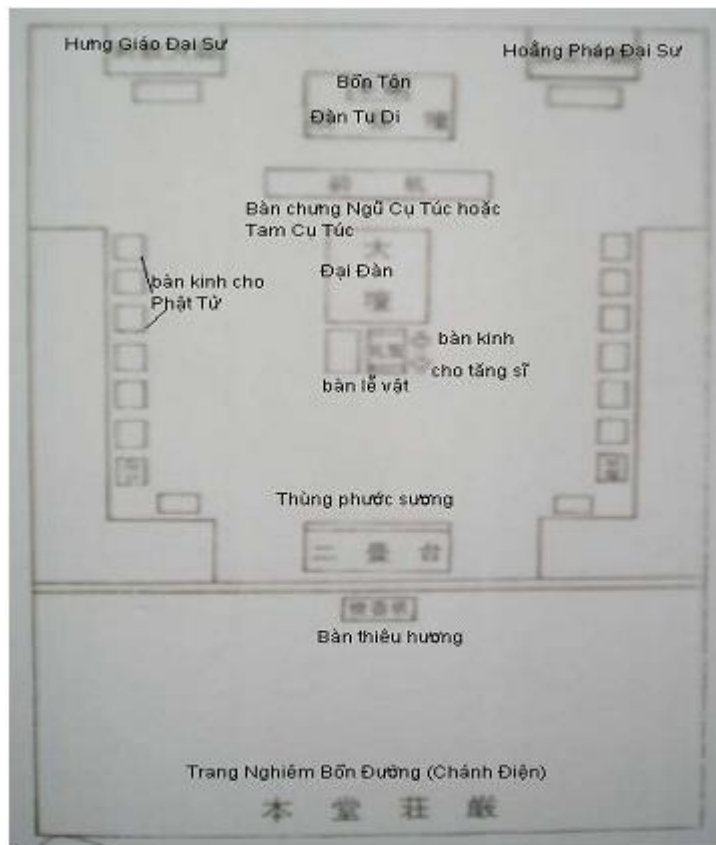 Hưng Giáo Đại Sư
Hoằng Pháp Đại Sư
Bổn Tôn
Đàn Tu Di
壇
Bàn chưng Ngũ Cụ Túc hoặc
Tam Cụ Túc
大
Đại Đàn
壇
bàn kinh cho
Phật Tử
bàn kinh
cho tăng sĩ
bàn lễ vật
Thùng phước sương
二 畳 台
Bàn thiêu hương
Trang Nghiêm Bổn Đường (Chánh Điện)
本 堂 荘 厳